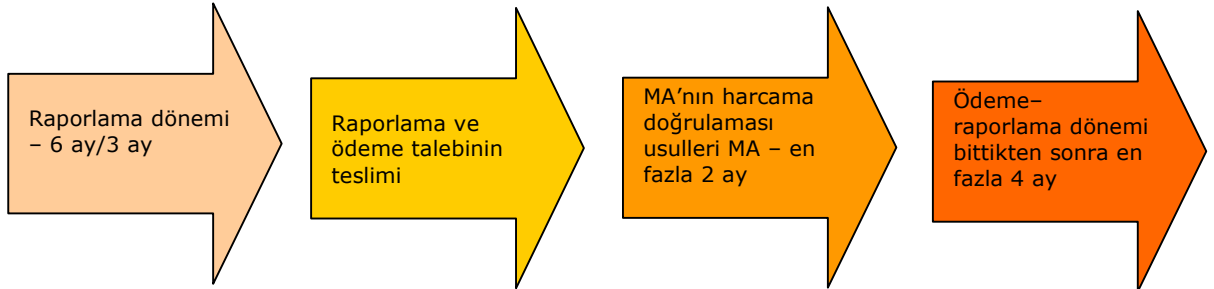 Raporlama dönemi
– 6 ay/3 ay
Raporlama ve
ödeme talebinin
teslimi
MA’nın harcama
doğrulaması
usulleri MA – en
fazla 2 ay
Ödeme–
raporlama dönemi
bittikten sonra en
fazla 4 ay